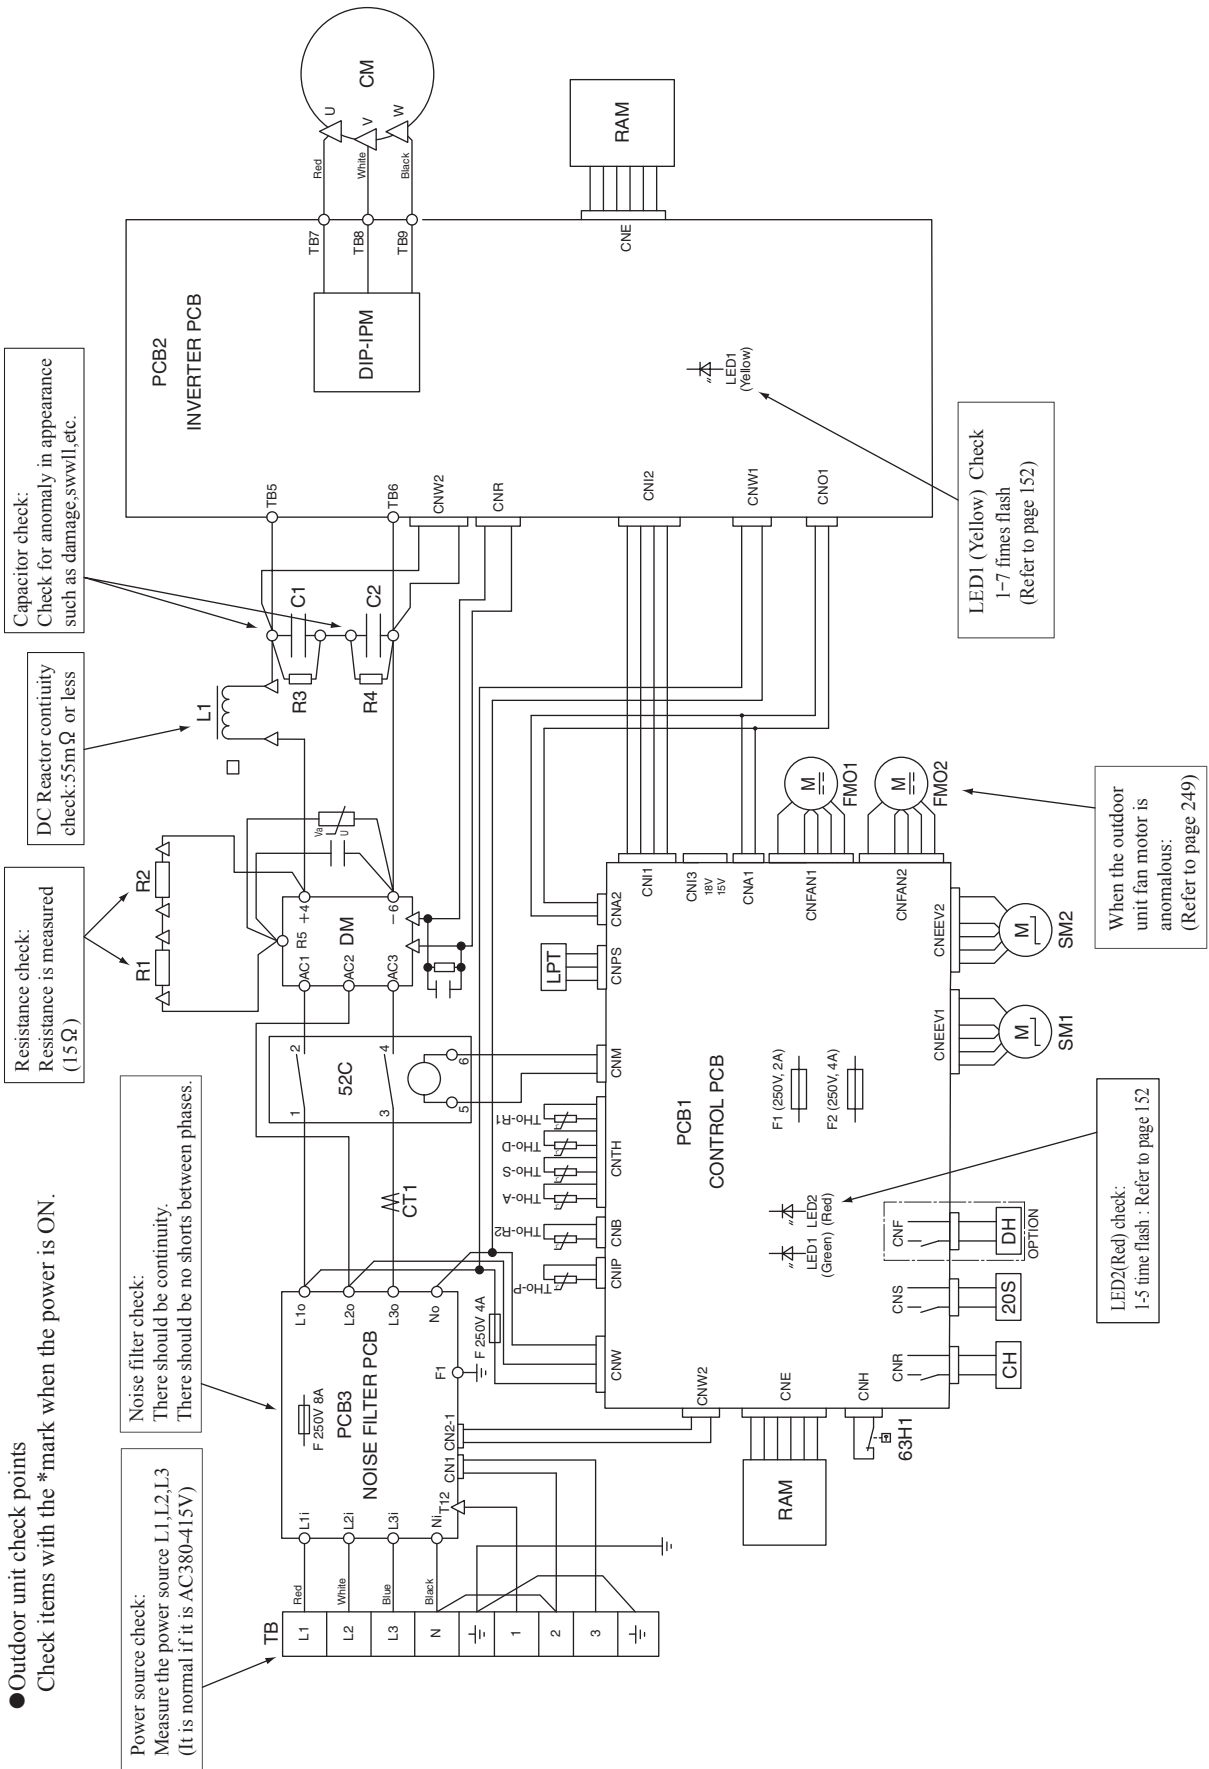 ●Outdoor unit check points
Check items with the *mark when the power is ON.
Power source check:
Measure the power source L1,L2,L3
(It is normal if it is AC380-415V)
Noise filter check:
There should be continuity.
There should be no shorts between phases.
Resistance check:
Resistance is measured
(15Ω)
DC Reactor contiuity
check:55mΩ or less
Capacitor check:
Check for anomaly in appearance
such as damage,swwll,etc.
TB
L1
L2
L3
N
1
2
3
Red
White
Blue
Black
L1i
L2i
L3i
Ni
T12
F 250V 8A
PCB3
NOISE FILTER PCB
CN1
CN2-1
F1
L1o
L2o
L3o
No
F 250V 4A
CT1
52C
1
2
3
4
5
6
AC1
AC2
AC3
R5
+4
-6
DM
R1
R2
Va
U
L1
R3
C1
R4
C2
TB5
TB6
CNW2
CNR
CNI2
CNW1
CNO1
PCB2
INVERTER PCB
DIP-IPM
TB7
TB8
TB9
Red
White
Black
U
V
W
CM
CNE
RAM
LED1
(Yellow)
LED1 (Yellow) Check
1-7 fimes flash
(Refer to page 152)
CNW
CNIP
CNB
CNTH
CNM
CNPS
CNA2
THo-P
THo-R2
THo-A
THo-S
THo-D
THo-R1
LPT
CNW2
CNE
CNH
RAM
63H1
PCB1
CONTROL PCB
LED1
(Green)
LED2
(Red)
F1 (250V, 2A)
F2 (250V, 4A)
CNI1
CNI3
18V
15V
CNA1
CNFAN1
CNFAN2
FMO1
M
FMO2
M
CNR
CH
CNS
20S
CNF
DH
OPTION
CNEEV1
M
SM1
CNEEV2
M
SM2
LED2(Red) check:
1-5 time flash : Refer to page 152
When the outdoor
unit fan motor is
anomalous:
(Refer to page 249)